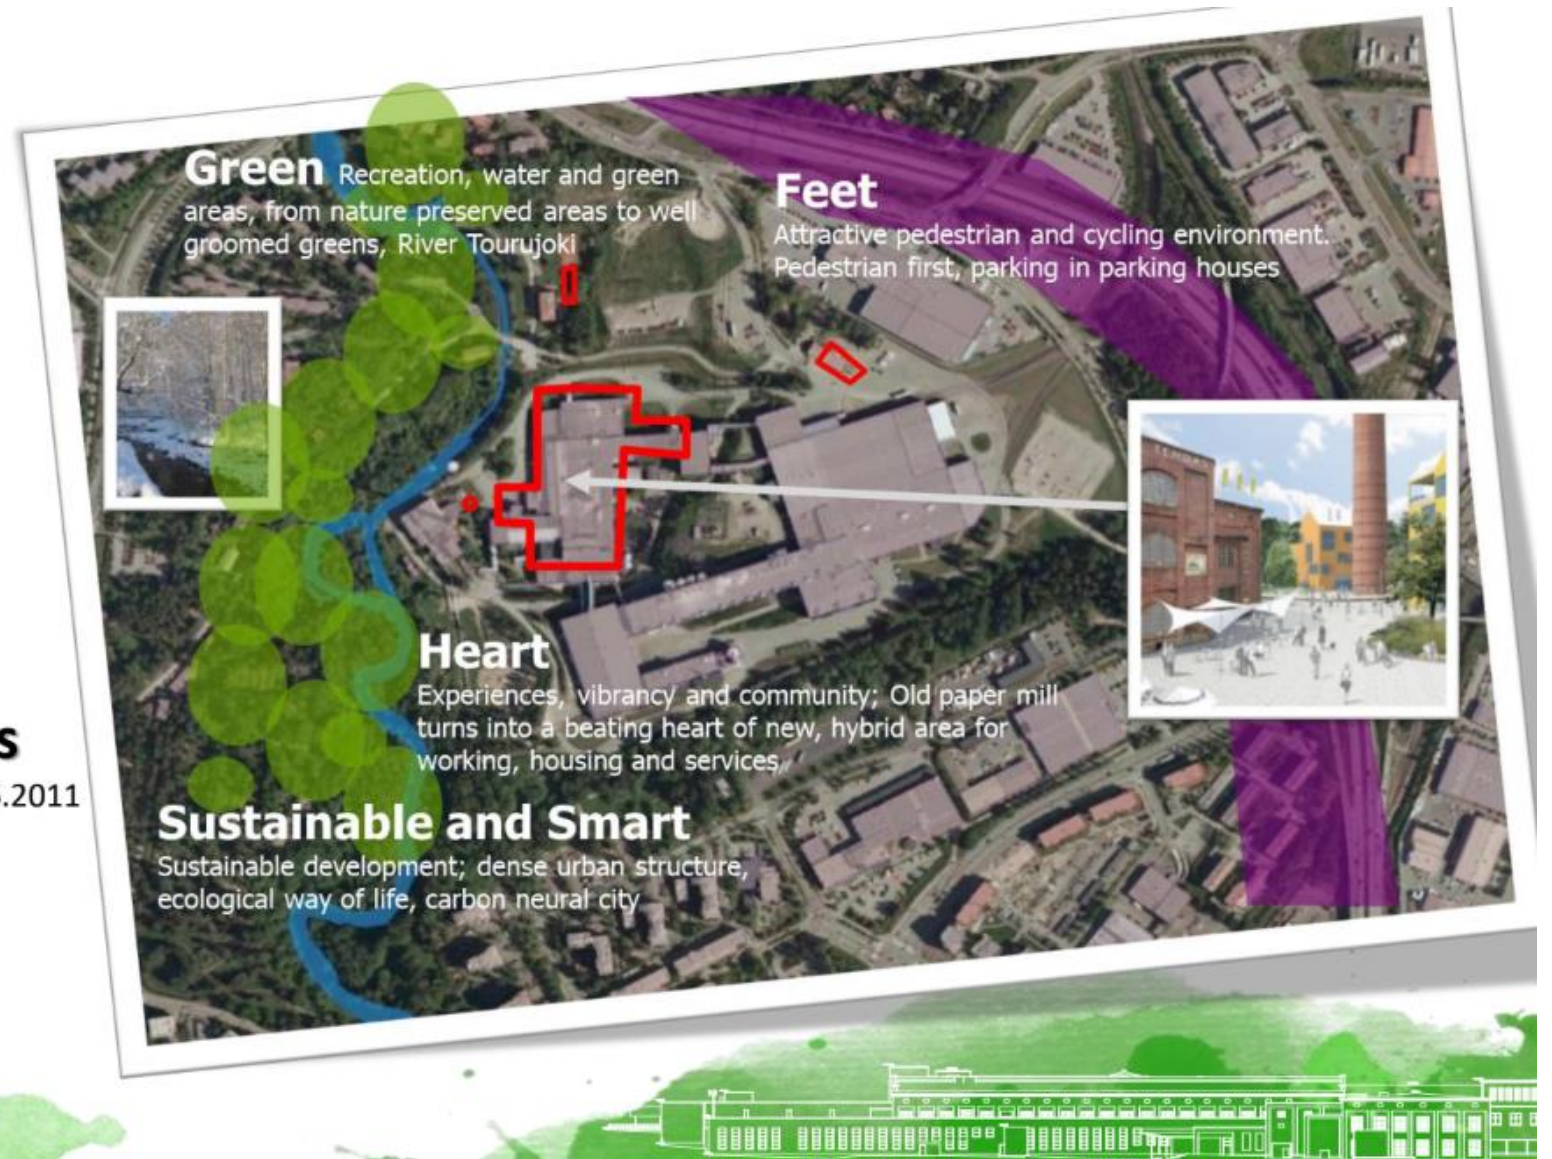 Green Recreation, water and green
areas, from nature preserved areas to well
groomed greens, River Tourujoki
Feet
Attractive pedestrian and cycling environment.
Pedestrian first, parking in parking houses
Heart
Experiences, vibrancy and community; Old paper mill
turns into a beating heart of new, hybrid area for
working, housing and services
s
.2011
Sustainable and Smart
Sustainable development; dense urban structure,
ecological way of life, carbon neural city